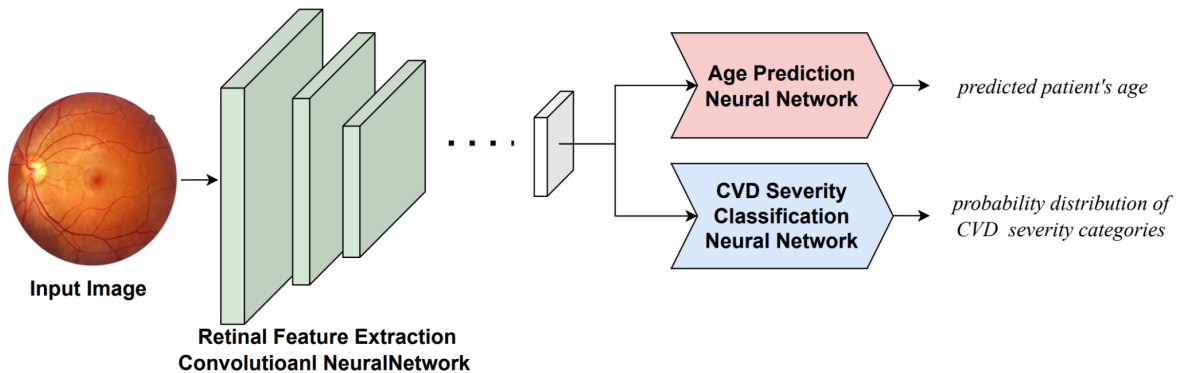 Input Image
Retinal Feature Extraction
Convolutioanl NeuralNetwork
Age Prediction
Neural Network
predicted patient's age
CVD Severity
Classification
Neural Network
probability distribution of
CVD severity categories